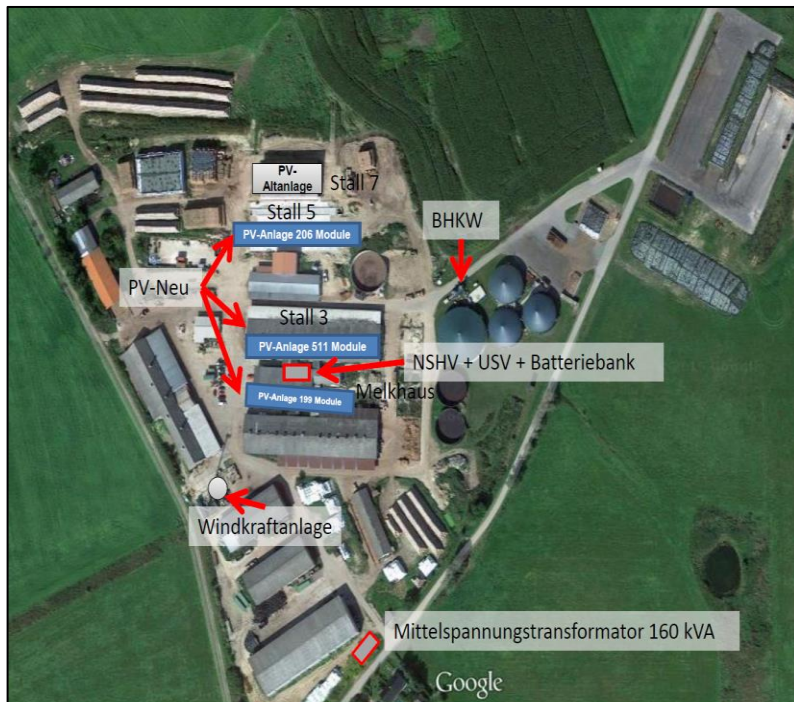 PV-
Altanlage
Stall 7
Stall 5
PV-Anlage 206 Module
BHKW
PV-Neu
Stall 3
PV-Anlage 511 Module
NSHV + USV + Batteriebank
Melkhaus
PV-Anlage 199 Module
Windkraftanlage
Mittelspannungstransformator 160 kVA
Google